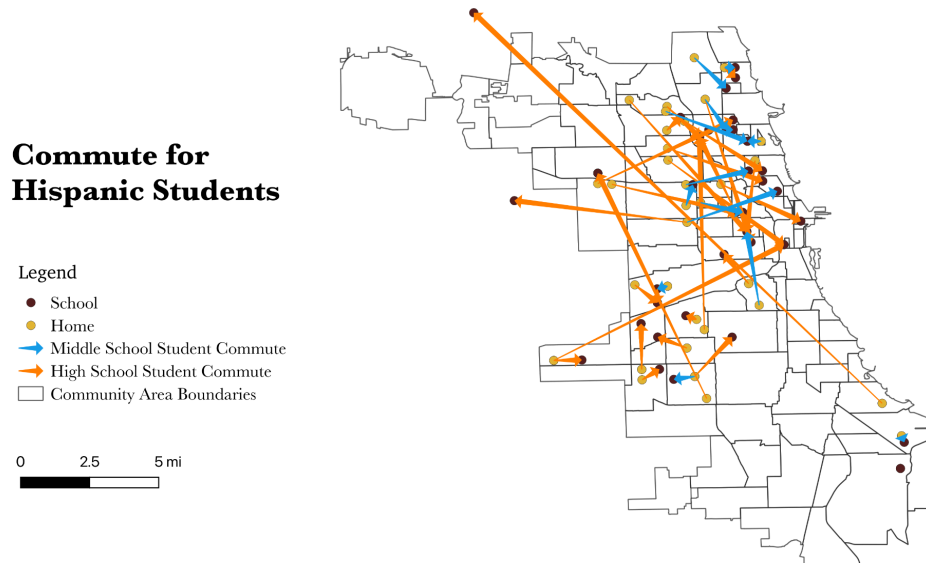 Commute for
Hispanic Students
Legend
School
Home
Middle School Student Commute
High School Student Commute
Community Area Boundaries
0 2.5 5 mi